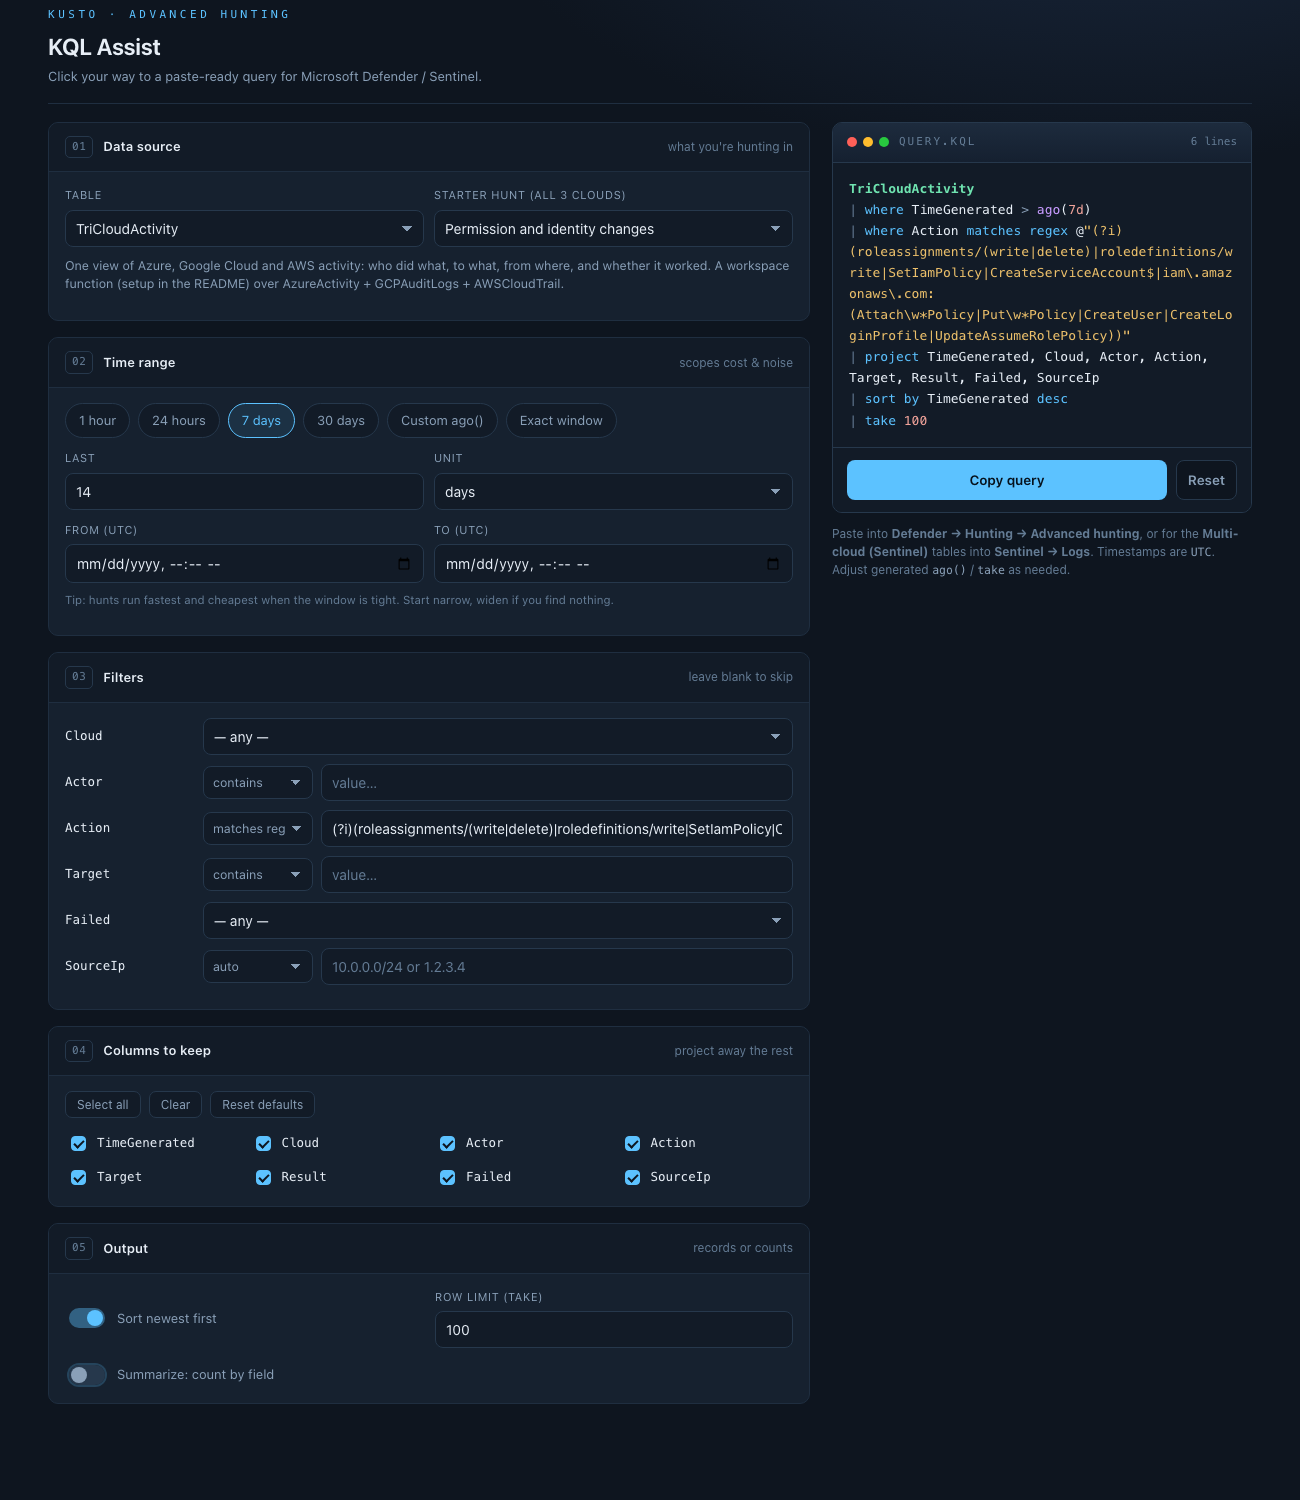 KUSTO · ADVANCED HUNTING
KQL Assist
Click your way to a paste-ready query for Microsoft Defender / Sentinel.
01 Data source what you're hunting in
TABLE STARTER HUNT (ALL 3 CLOUDS)
TriCloudActivity Permission and identity changes
One view of Azure, Google Cloud and AWS activity: who did what, to what, from where, and whether it worked. A workspace
function (setup in the README) over AzureActivity + GCPAuditLogs + AWSCloudTrail.
02 Time range scopes cost & noise
1 hour 24 hours 7 days 30 days Custom ago() Exact window
LAST UNIT
14 days
FROM (UTC) TO (UTC)
mm/dd/yyyy, --:-- -- mm/dd/yyyy, --:-- --
Tip: hunts run fastest and cheapest when the window is tight. Start narrow, widen if you find nothing.
03 Filters leave blank to skip
Cloud — any —
Actor contains value...
Action matches reg (?i)(roleassignments/(write|delete)|roledefinitions/write|SetIamPolicy|C
Target contains value...
Failed — any —
SourceIp auto 10.0.0.0/24 or 1.2.3.4
04 Columns to keep project away the rest
Select all Clear Reset defaults
TimeGenerated Cloud Actor Action
Target Result Failed SourceIp
05 Output records or counts
ROW LIMIT (TAKE)
Sort newest first 100
Summarize: count by field
QUERY.KQL 6 lines
TriCloudActivity
| where TimeGenerated > ago(7d)
| where Action matches regex @"(?i)
(roleassignments/(write|delete)|roledefinitions/w
rite|SetIamPolicy|CreateServiceAccount$|iam\.amaz
onaws\.com:
(Attach\w*Policy|Put\w*Policy|CreateUser|CreateLo
ginProfile|UpdateAssumeRolePolicy))"
| project TimeGenerated, Cloud, Actor, Action,
Target, Result, Failed, SourceIp
| sort by TimeGenerated desc
| take 100
Copy query Reset
Paste into Defender → Hunting → Advanced hunting, or for the Multi-
cloud (Sentinel) tables into Sentinel → Logs. Timestamps are UTC.
Adjust generated ago() / take as needed.